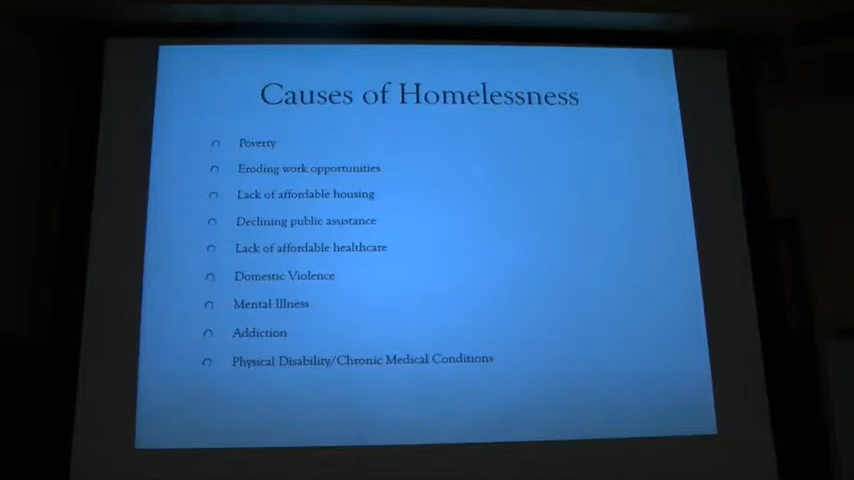 Causes of Homelessness
Poverty
Eroding work opportunities
Lack of affordable housing
Declining public assistance
Lack of affordable healthcare
Domestic Violence
Mental Illness
Addiction
Physical Disability/Chronic Medical Conditions